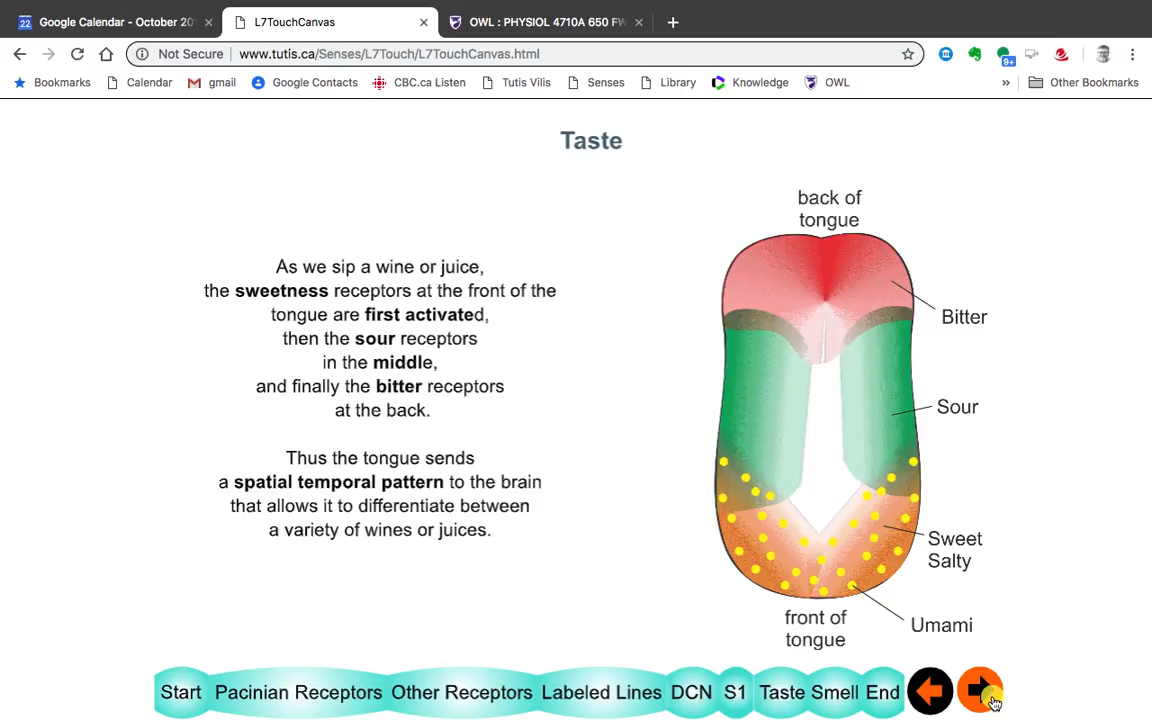 Google Calendar - October 20
L7TouchCanvas
OWL : PHYSIOL 4710A 650 FW
Not Secure
www.tutis.ca/Senses/L7Touch/L7TouchCanvas.html
9+
Bookmarks
Calendar
gmail
Google Contacts
CBC.ca Listen
Tutis Vilis
Senses
Library
Knowledge
OWL
»
Other Bookmarks
Taste
As we sip a wine or juice,
the sweetness receptors at the front of the
tongue are first activated,
then the sour receptors
in the middle,
and finally the bitter receptors
at the back.
Thus the tongue sends
a spatial temporal pattern to the brain
that allows it to differentiate between
a variety of wines or juices.
back of
tongue
Bitter
Sour
Sweet
Salty
Umami
front of
tongue
Start
Pacinian Receptors
Other Receptors
Labeled Lines
DCN
S1
Taste
Smell
End